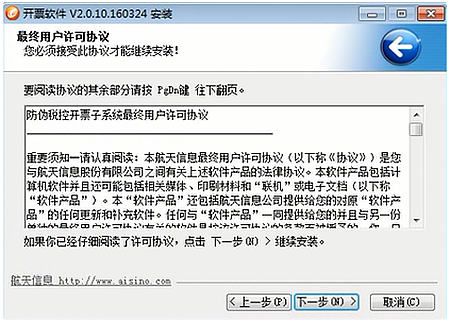 开票软件 V2.0.10.160324 安装
最终用户许可协议
您必须接受此协议才能继续安装!
要阅读协议的其余部分请按 PgDn键 往下翻页。
防伪税控开票子系统最终用户许可协议
重要须知—请认真阅读:本航天信息最终用户许可协议(以下称《协议》)是您
与航天信息股份有限公司之间有关上述软件产品的法律协议。本软件产品包括计
算机软件并且还可能包括相关媒体、印刷材料和“联机”或电子文档(以下称
“软件产品”)。本“软件产品”还包括航天信息公司提供给您的对原“软件产
品”的任何更新和补充软件。任何与“软件产品”一同提供给您的并且与另一份
如果你已经仔细阅读了许可协议,点击 下一步(N) > 继续安装。
航天信息 http://www.aisino.com
< 上一步(P) 下一步(N) > 取消(C)